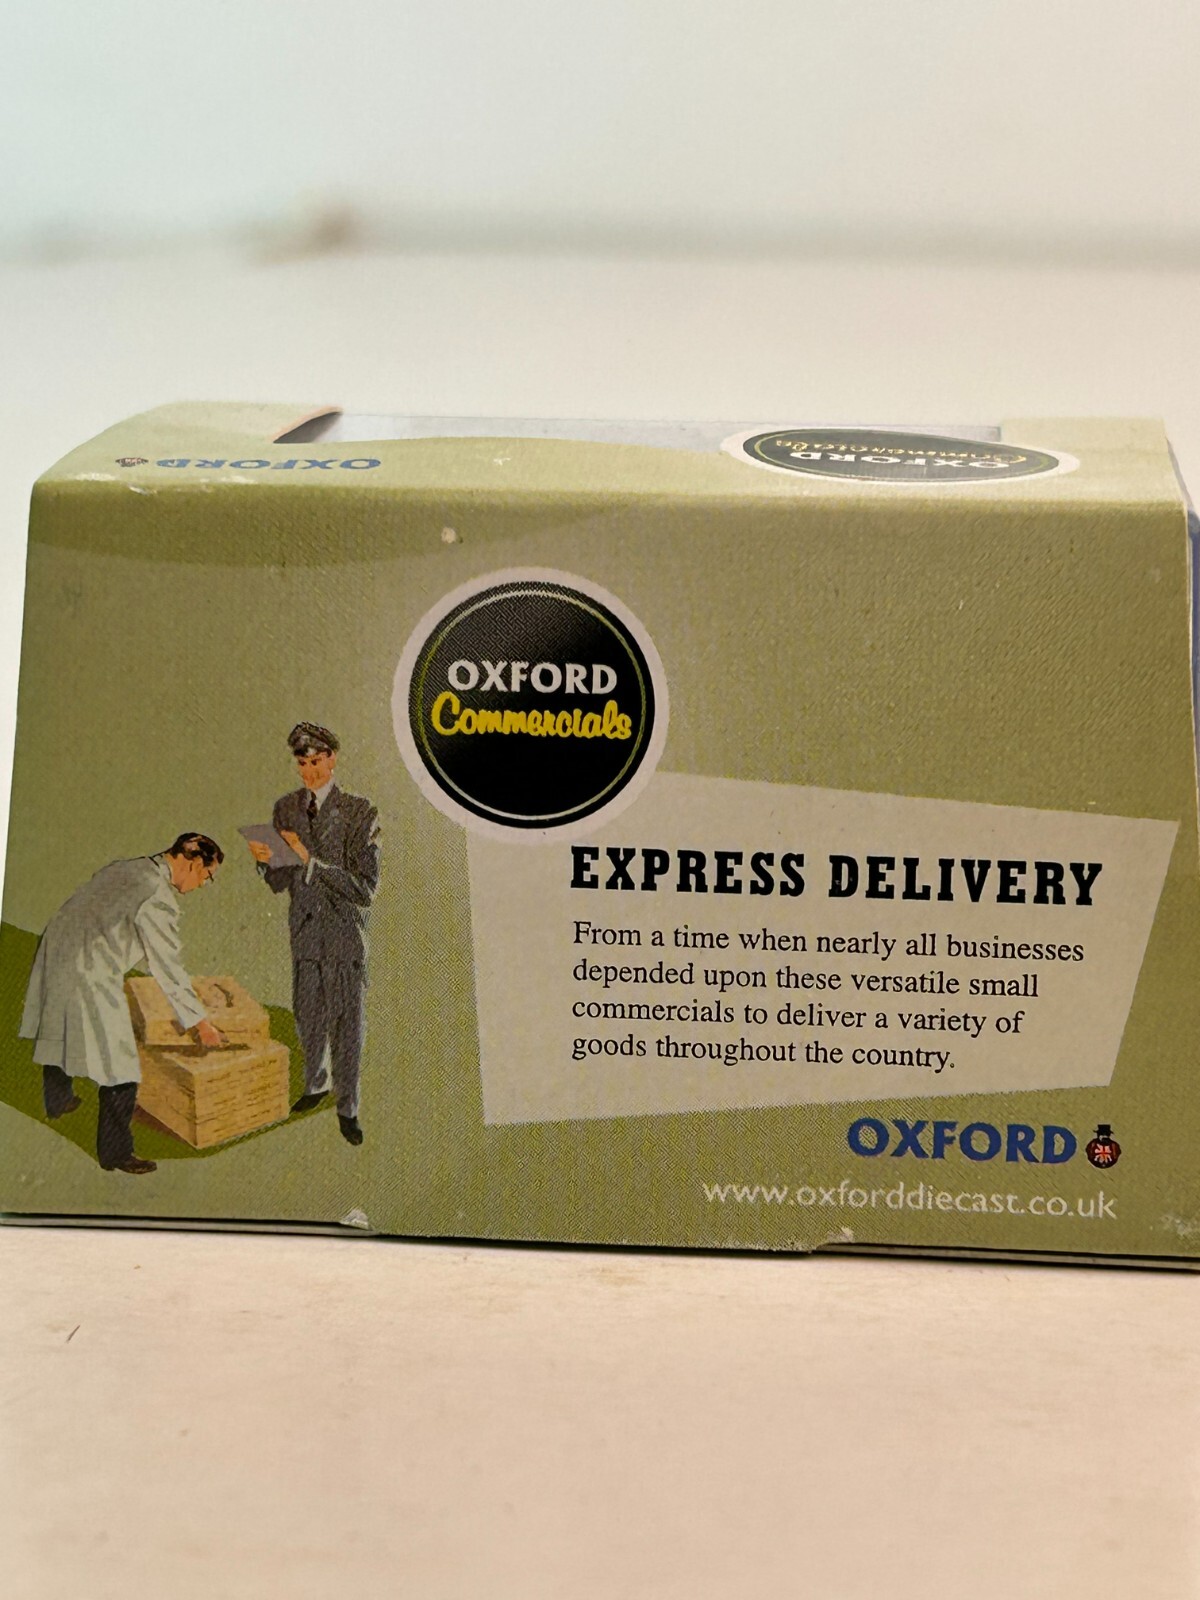 OXFORD
OXFORD
Commercials
OXFORD
Commercials
EXPRESS DELIVERY
From a time when nearly all businesses
depended upon these versatile small
commercials to deliver a variety of
goods throughout the country.
OXFORD
www.oxforddiecast.co.uk